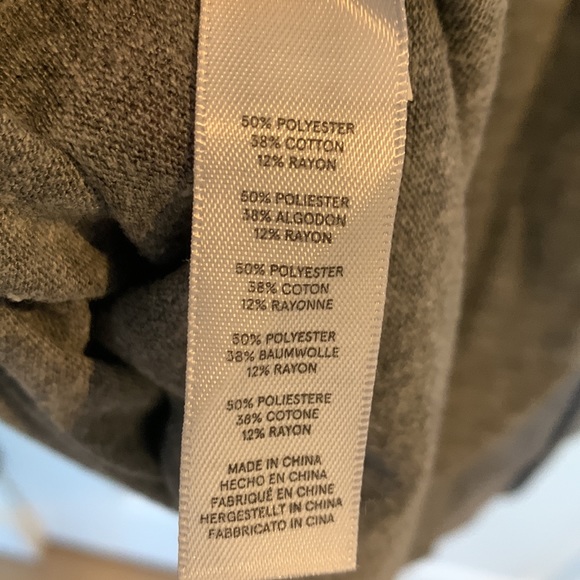 50% POLYESTER
38% COTTON
12% RAYON
50% POLIESTER
38% ALGODON
12% RAYON
50% POLYESTER
38% COTON
12% RAYONNE
50% POLYESTER
38% BAUMWOLLE
12% RAYON
50% POLIESTERE
38% COTONE
12% RAYON
MADE IN CHINA
HECHO EN CHINA
FABRIQUÉ EN CHINE
HERGESTELLT IN CHINA
FABBRICATO IN CINA